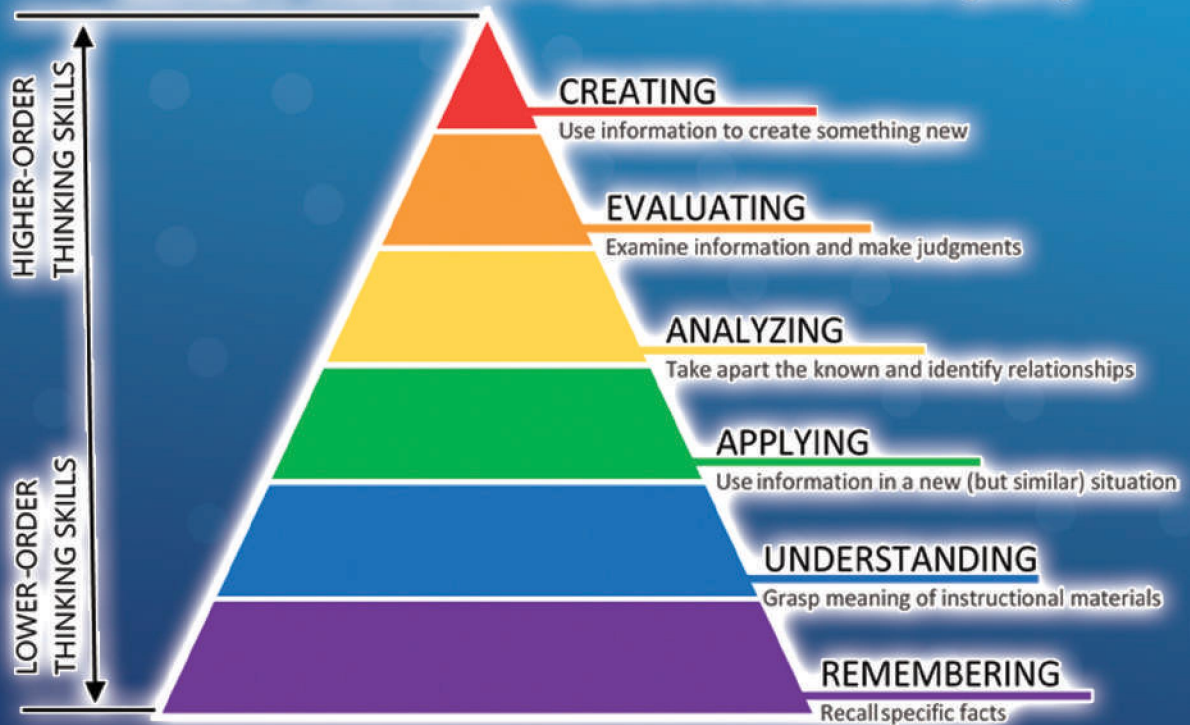 HIGHER-ORDER
THINKING SKILLS
LOWER-ORDER
THINKING SKILLS
CREATING
Use information to create something new
EVALUATING
Examine information and make judgments
ANALYZING
Take apart the known and identify relationships
APPLYING
Use information in a new (but similar) situation
UNDERSTANDING
Grasp meaning of instructional materials
REMEMBERING
Recall specific facts